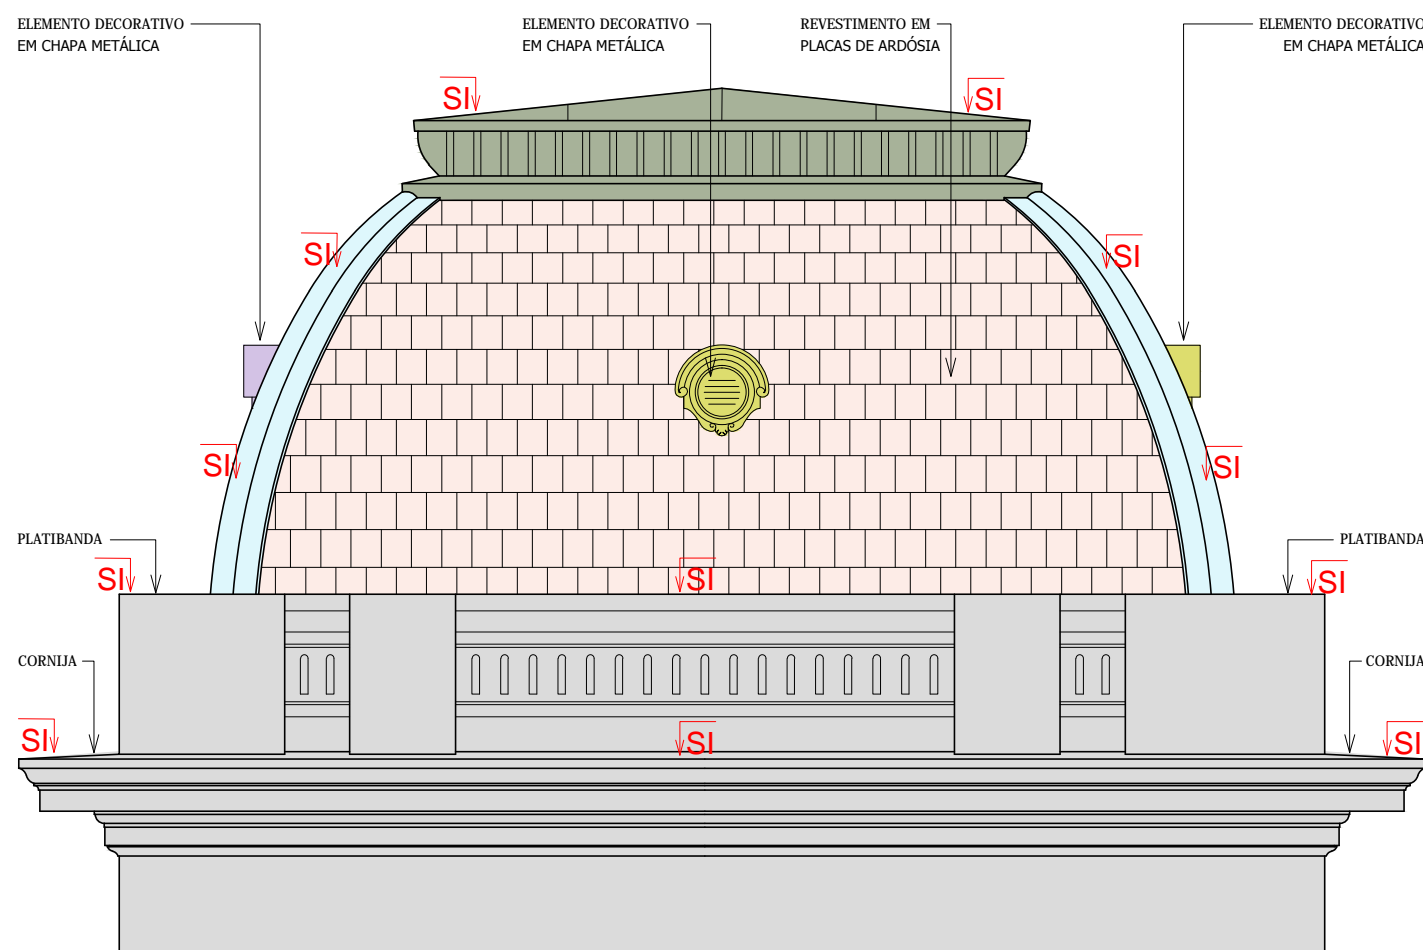 ELEMENTO DECORATIVO
EM CHAPA METÁLICA
ELEMENTO DECORATIVO
EM CHAPA METÁLICA
REVESTIMENTO EM
PLACAS DE ARDÓSIA
ELEMENTO DECORATIVO
EM CHAPA METÁLICA
SI
SI
SI
SI
SI
SI
PLATIBANDA
PLATIBANDA
SI
SI
SI
CORNIJA
CORNIJA
SI
SI
SI